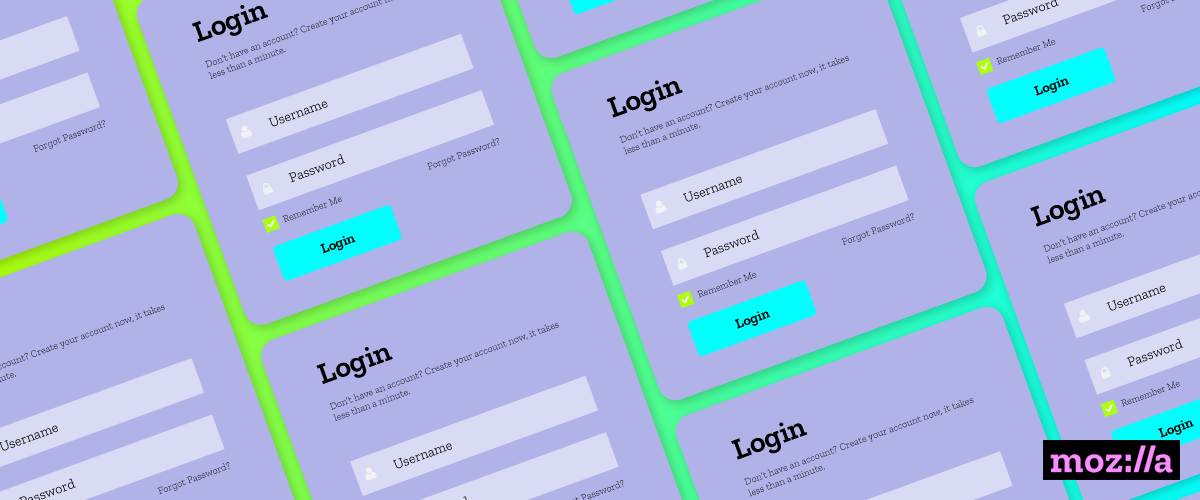 Forgot Password?
Login
Don't have an account? Create your account now, it takes
less than a minute.
Username
Password
Forgot Password?
Remember Me
Login
Login
Don't have an account? Create your account now, it takes
less than a minute.
Username
Password
Forgot Password?
Remember Me
Login
Password
Remember Me
Login
Login
Don't have an account? Create your account
less than a minute.
Username
Password
Remember Me
Login
account? Create your account now, it takes
Username
Password
Forgot Password?
Login
Don't have an account? Create your account now, it takes
less than a minute.
Username
Password?
Login
Don't have an account? Create your account now, it takes
less than a minute.
moz://a